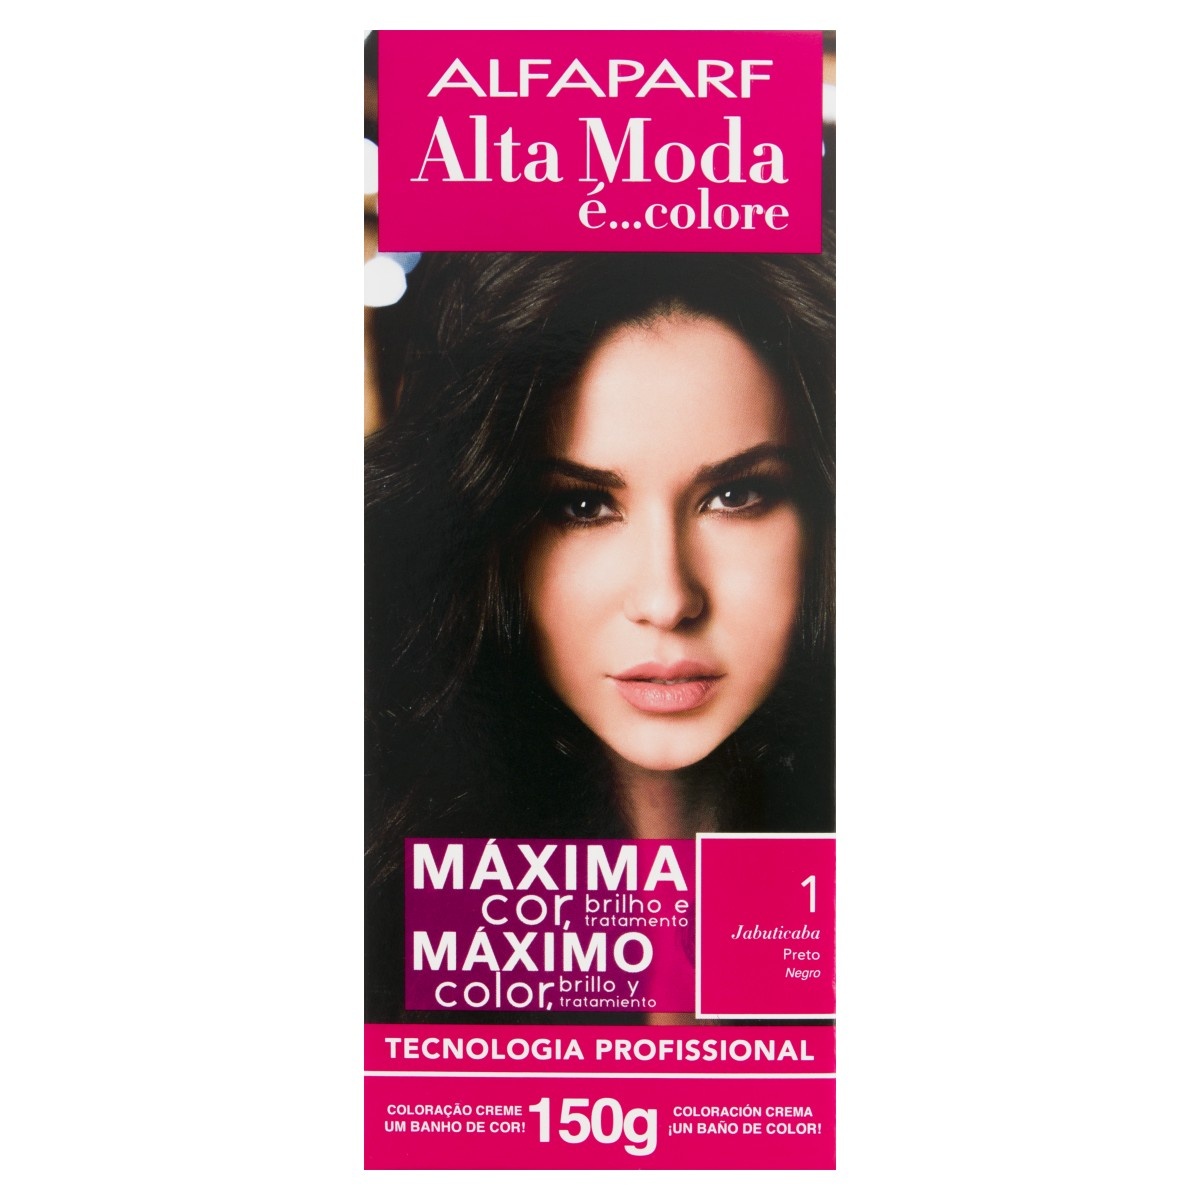 ALFAPARF
Alta Moda
é...colore
MÁXIMA
cor, brilho e
tratamento
MÁXIMO
color, brillo y
tratamiento
1
Jabuticaba
Preto
Negro
TECNOLOGIA PROFISSIONAL
COLORAÇÃO CREME
UM BANHO DE COR!
150g
COLORACIÓN CREMA
¡UN BAÑO DE COLOR!